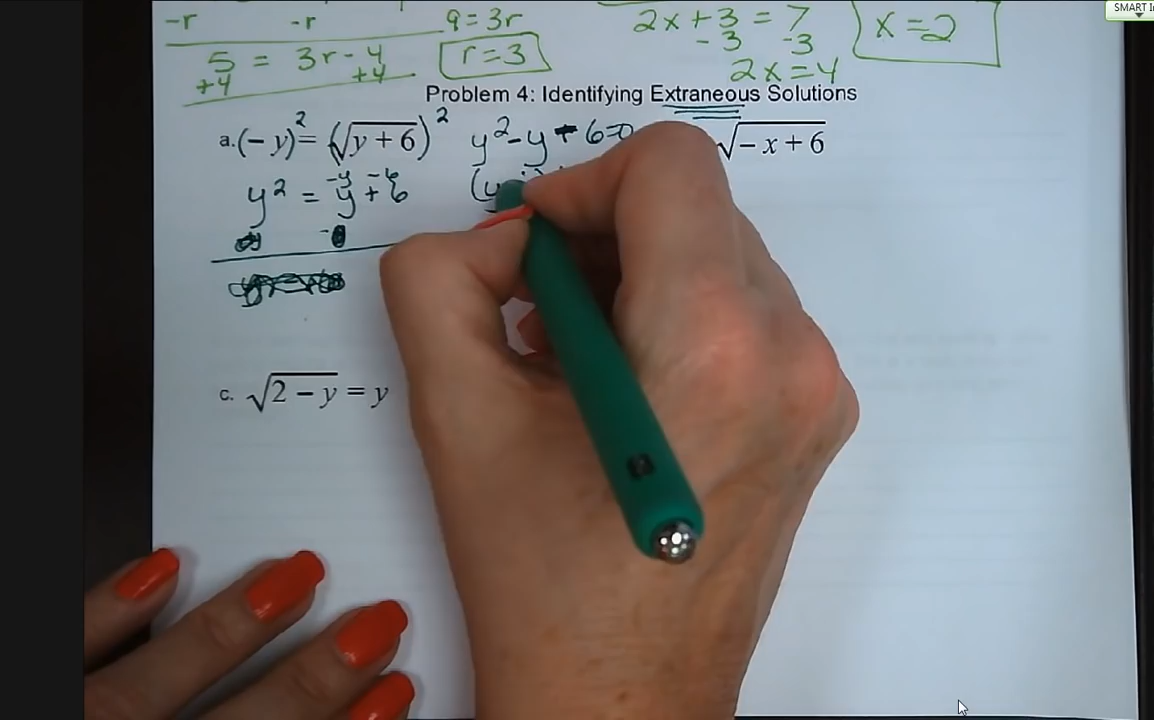 SMART
-r -r 9 = 3r
5 = 3r - 4 r = 3
+4 +4
2x + 3 = 7 x = 2
- 3 -3
2x = 4
Problem 4: Identifying Extraneous Solutions
a. (- y)² = (√y + 6)² y² - y - 6 = 0
√- x + 6
-y -6
y² = y + 6 (y
c. √2 - y = y